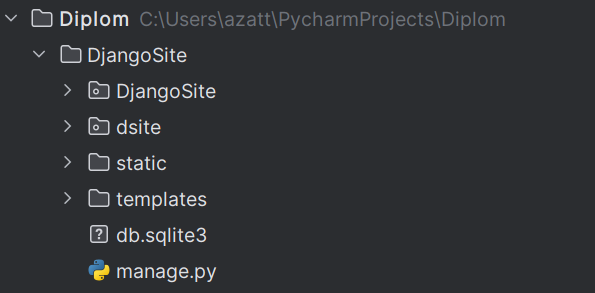 Diplom C:\Users\azatt\PycharmProjects\Diplom
DjangoSite
DjangoSite
dsite
static
templates
db.sqlite3
manage.py